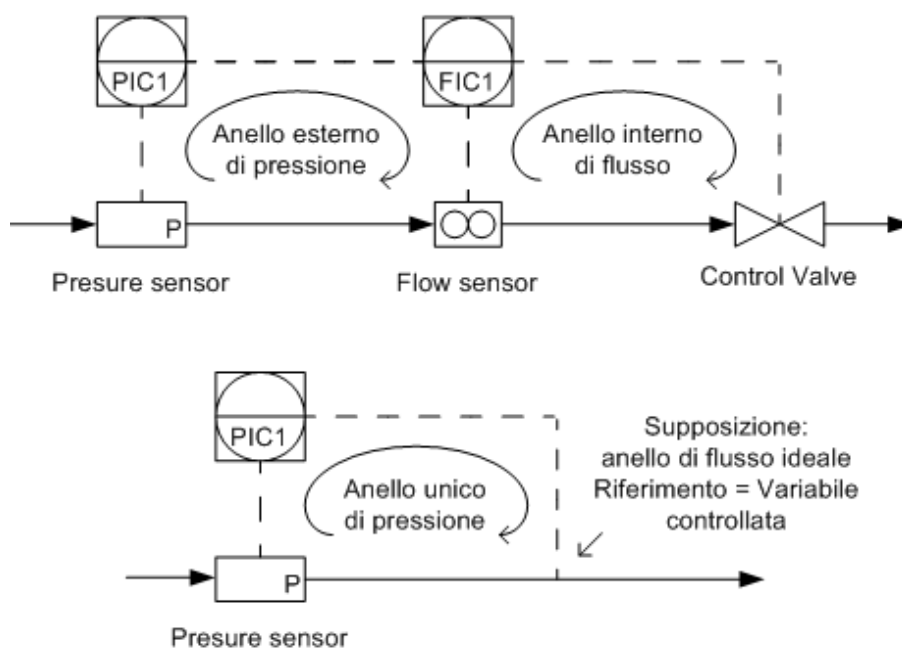 PIC1
FIC1
Anello esterno
di pressione
Anello interno
di flusso
P
Presure sensor
Flow sensor
Control Valve
PIC1
Supposizione:
anello di flusso ideale
Riferimento = Variabile
controllata
Anello unico
di pressione
P
Presure sensor